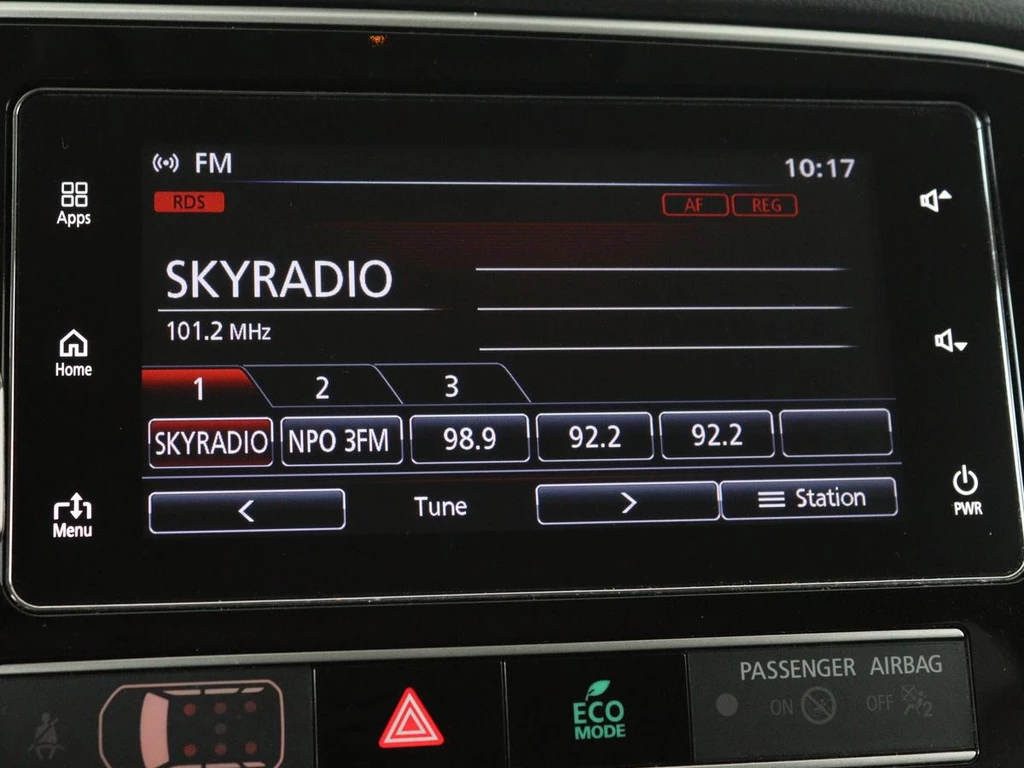 FM 10:17
RDS AF REG
Apps
SKYRADIO
101.2 MHz
Home
1 2 3
SKYRADIO NPO 3FM 98.9 92.2 92.2
Tune Station
Menu
PWR
PASSENGER AIRBAG
ON OFF
2
ECO
MODE